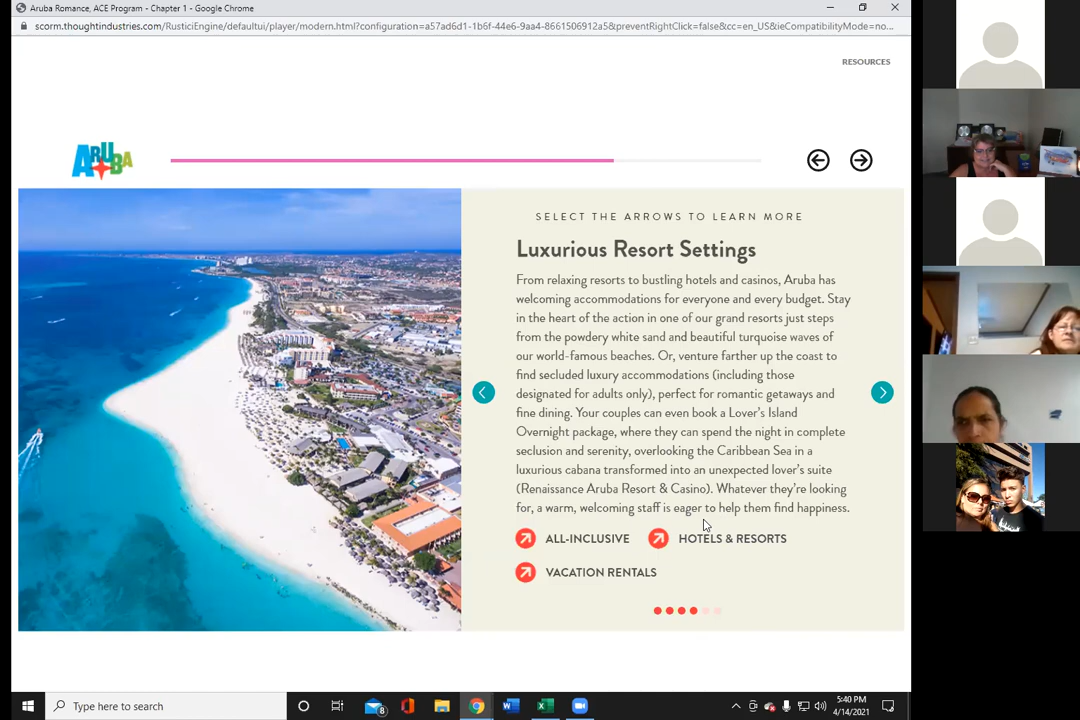 Aruba Romance, ACE Program - Chapter 1 - Google Chrome
scorm.thoughtindustries.com/RusticEngine/defaultui/player/modern.html?configuration=a57ad6d1-1b6f-44e6-9aa4-8661506912a5&preventRightClick=false&cc=en_US&ieCompatibilityMode=no...
RESOURCES
ARUBA
SELECT THE ARROWS TO LEARN MORE
Luxurious Resort Settings
From relaxing resorts to bustling hotels and casinos, Aruba has
welcoming accommodations for everyone and every budget. Stay
in the heart of the action in one of our grand resorts just steps
from the powdery white sand and beautiful turquoise waves of
our world-famous beaches. Or, venture farther up the coast to
find secluded luxury accommodations (including those
designated for adults only), perfect for romantic getaways and
fine dining. Your couples can even book a Lover's Island
Overnight package, where they can spend the night in complete
seclusion and serenity, overlooking the Caribbean Sea in a
luxurious cabana transformed into an unexpected lover's suite
(Renaissance Aruba Resort & Casino). Whatever they're looking
for, a warm, welcoming staff is eager to help them find happiness.
ALL-INCLUSIVE
HOTELS & RESORTS
VACATION RENTALS
Type here to search
8
5:40 PM
4/14/2021